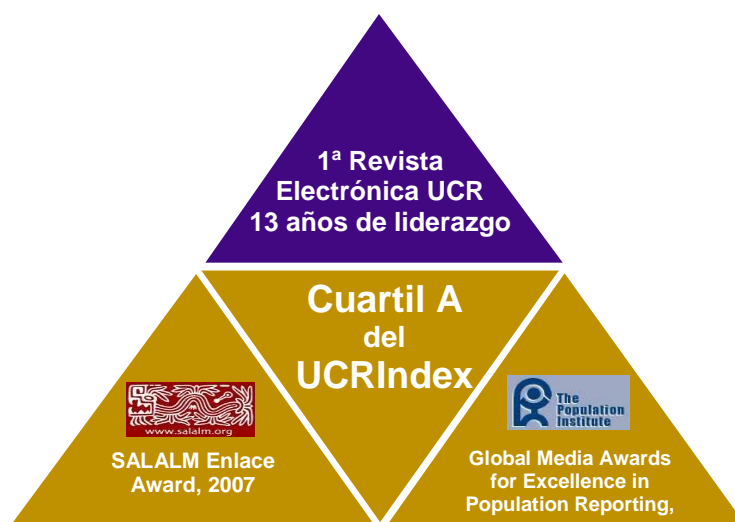 1ª Revista
Electrónica UCR
13 años de liderazgo
Cuartil A
del
UCRIndex
www.salalm.org
SALALM Enlace
Award, 2007
The
Population
Institute
Global Media Awards
for Excellence in
Population Reporting,